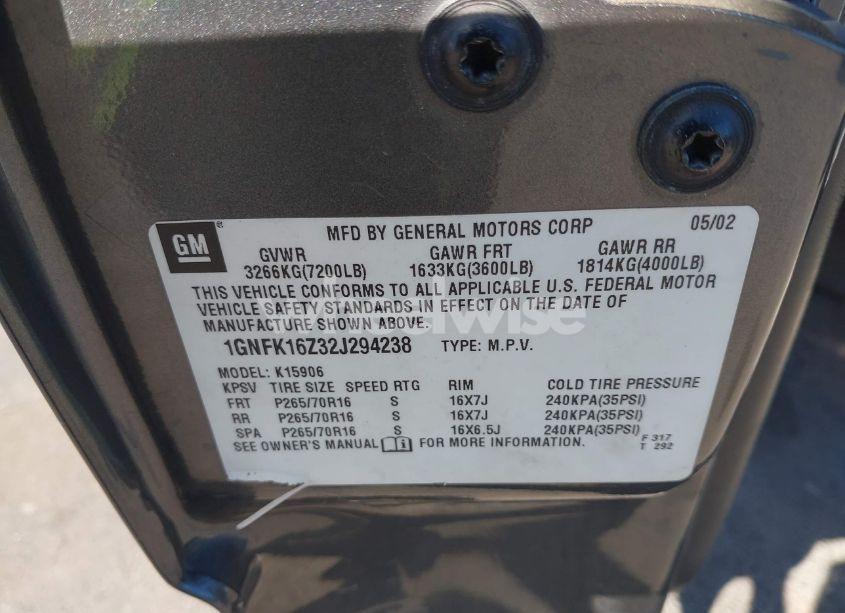 GM ® MFD BY GENERAL MOTORS CORP 05/02
GVWR GAWR FRT GAWR RR
3266KG(7200LB) 1633KG(3600LB) 1814KG(4000LB)
THIS VEHICLE CONFORMS TO ALL APPLICABLE U.S. FEDERAL MOTOR
VEHICLE SAFETY STANDARDS IN EFFECT ON THE DATE OF
MANUFACTURE SHOWN ABOVE.
1GNFK16Z32J294238 TYPE: M.P.V.
MODEL: K15906
KPSV TIRE SIZE SPEED RTG RIM COLD TIRE PRESSURE
FRT P265/70R16 S 16X7J 240KPA(35PSI)
RR P265/70R16 S 16X7J 240KPA(35PSI)
SPA P265/70R16 S 16X6.5J 240KPA(35PSI)
SEE OWNER'S MANUAL FOR MORE INFORMATION.
F 317
T 292